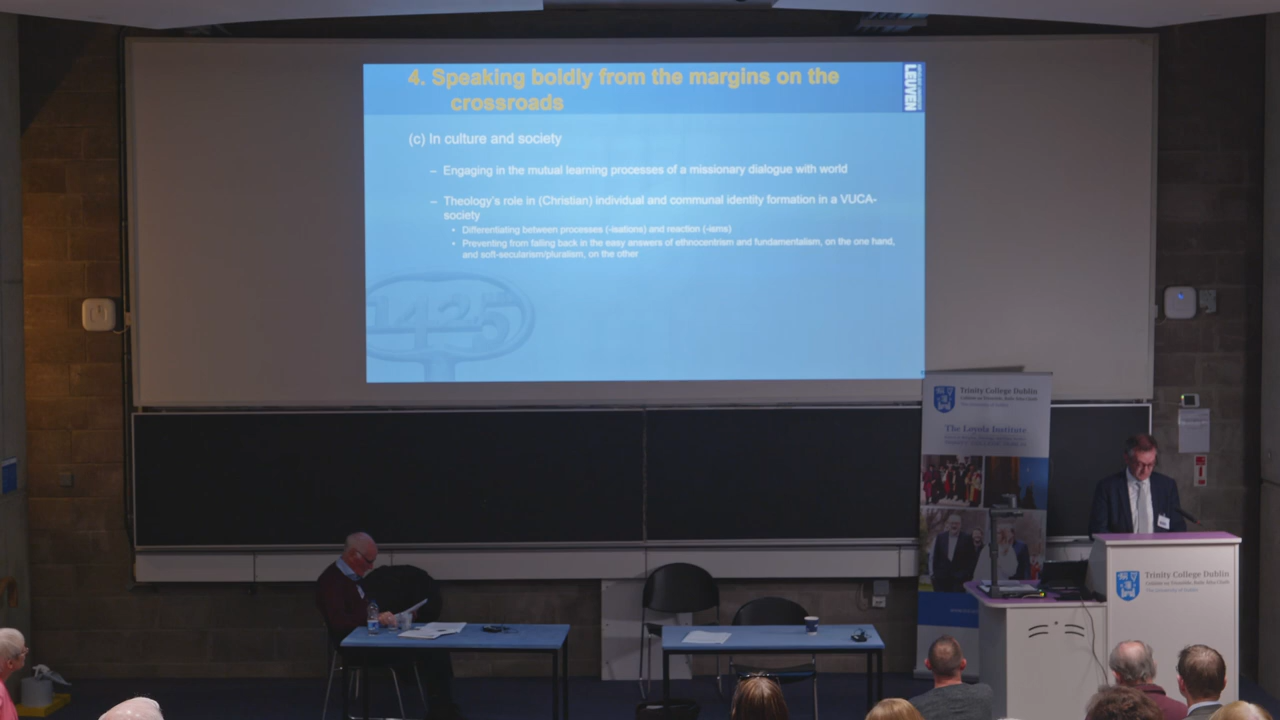 4. Speaking boldly from the margins on the
crossroads
LEUVEN
(c) In culture and society
– Engaging in the mutual learning processes of a missionary dialogue with world
– Theology's role in (Christian) individual and communal identity formation in a VUCA-
society
• Differentiating between processes (-isations) and reaction (-isms)
• Preventing from falling back in the easy answers of ethnocentrism and fundamentalism, on the one hand,
and soft-secularism/pluralism, on the other
1425
Trinity College Dublin
The Loyola Institute
Trinity College Dublin